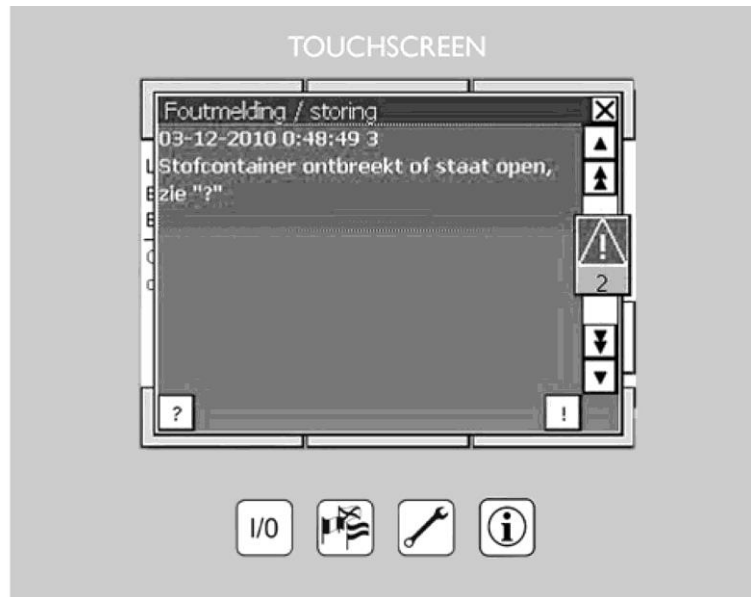 TOUCHSCREEN
Foutmelding / storing
03-12-2010 0:48:49 3
Stofcontainer ontbreekt of staat open,
zie "?"
2
?
!
I/0